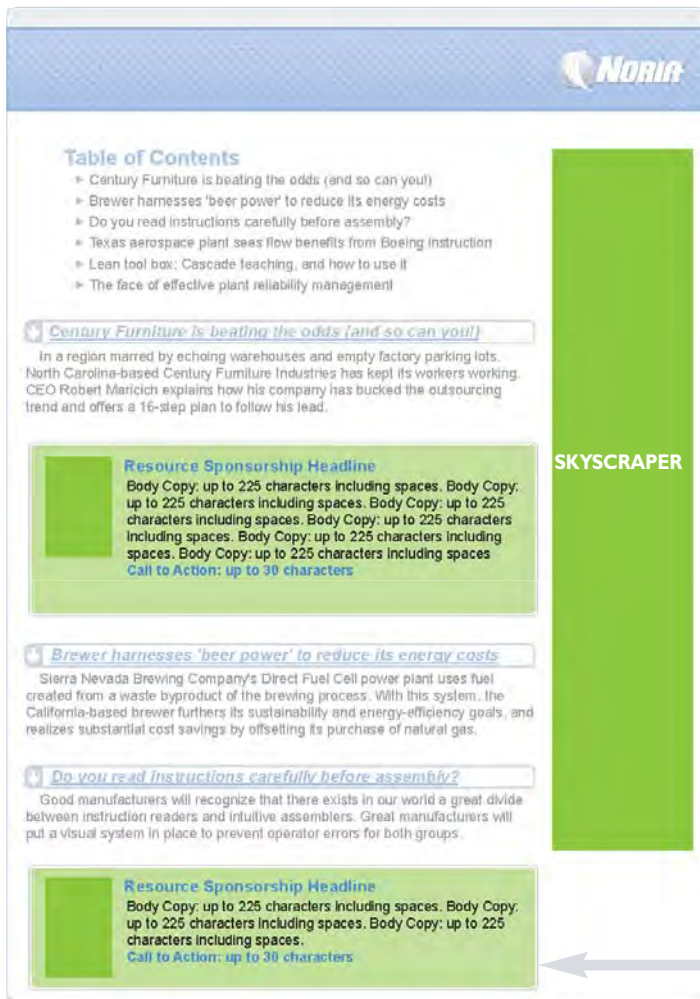 NORIA
Table of Contents
Century Furniture is beating the odds (and so can you!)
Brewer harnesses 'beer power' to reduce its energy costs
Do you read instructions carefully before assembly?
Texas aerospace plant sees flow benefits from Boeing instruction
Lean tool box: Cascade teaching, and how to use it
The face of effective plant reliability management
Century Furniture is beating the odds (and so can you!)
In a region marred by echoing warehouses and empty factory parking lots,
North Carolina-based Century Furniture Industries has kept its workers working.
CEO Robert Maricich explains how his company has bucked the outsourcing
trend and offers a 16-step plan to follow his lead.
Resource Sponsorship Headline
Body Copy: up to 225 characters including spaces. Body Copy:
up to 225 characters including spaces. Body Copy: up to 225
characters including spaces. Body Copy: up to 225 characters
including spaces. Body Copy: up to 225 characters including
spaces. Body Copy: up to 225 characters including spaces
Call to Action: up to 30 characters
SKYSCRAPER
Brewer harnesses 'beer power' to reduce its energy costs
Sierra Nevada Brewing Company's Direct Fuel Cell power plant uses fuel
created from a waste byproduct of the brewing process. With this system, the
California-based brewer furthers its sustainability and energy-efficiency goals, and
realizes substantial cost savings by offsetting its purchase of natural gas.
Do you read instructions carefully before assembly?
Good manufacturers will recognize that there exists in our world a great divide
between instruction readers and intuitive assemblers. Great manufacturers will
put a visual system in place to prevent operator errors for both groups.
Resource Sponsorship Headline
Body Copy: up to 225 characters including spaces. Body Copy:
up to 225 characters including spaces. Body Copy: up to 225
characters including spaces.
Call to Action: up to 30 characters